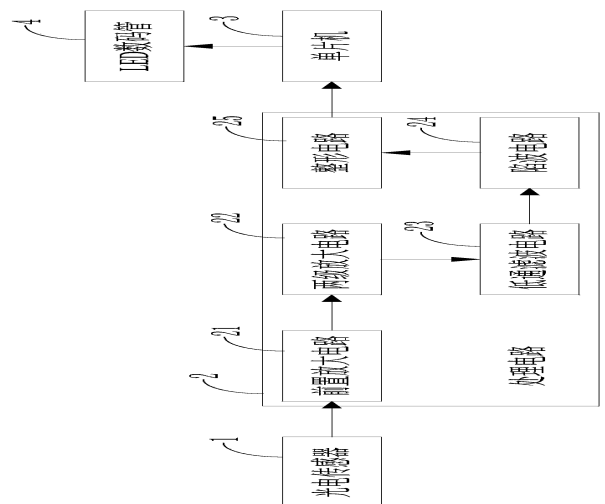 1
光电传感器
2
处理电路
21
前置放大电路
22
两级放大电路
23
低通滤波电路
24
陷波电路
25
整形电路
3
单片机
4
LED数码管